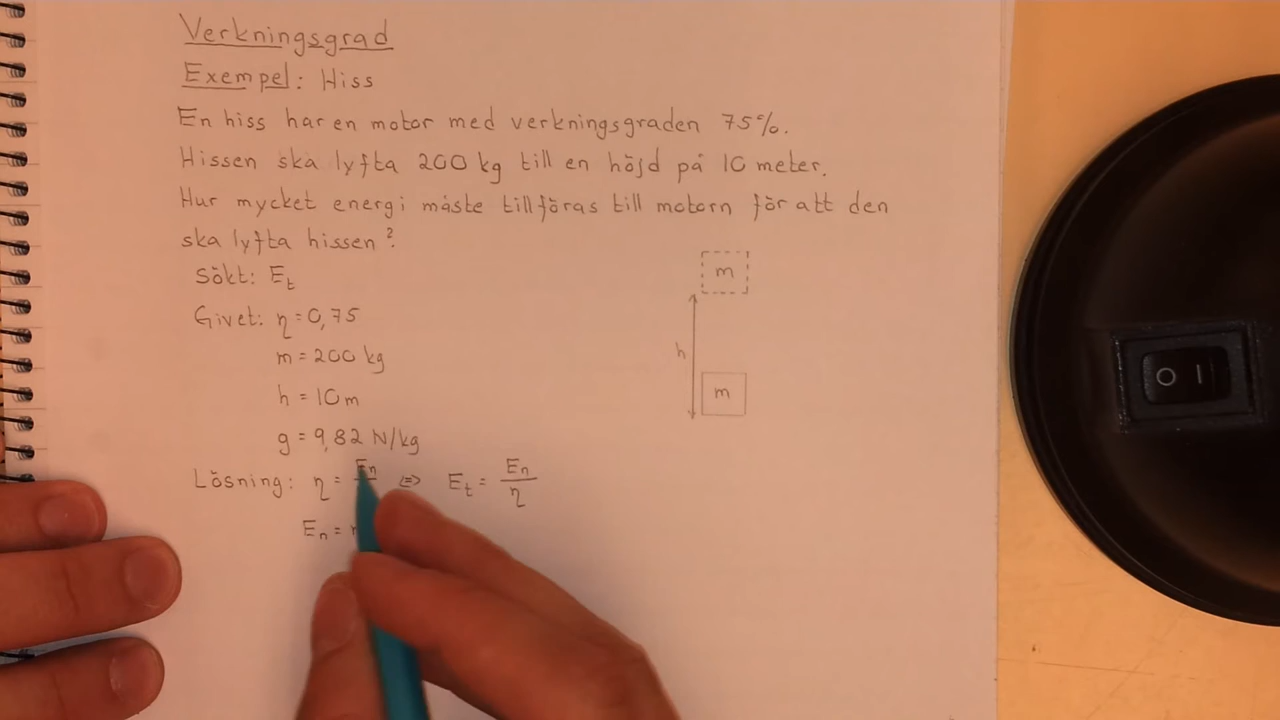 Verkningsgrad
Exempel: Hiss
En hiss har en motor med verkningsgraden 75%.
Hissen ska lyfta 200 kg till en höjd på 10 meter.
Hur mycket energi måste tillföras till motorn för att den
ska lyfta hissen?
Sökt: Et
Givet: η = 0,75
m = 200 kg
h = 10 m
g = 9,82 N/kg
Lösning: η = En ⇔ Et = En/η
En =
m
h
m
O I